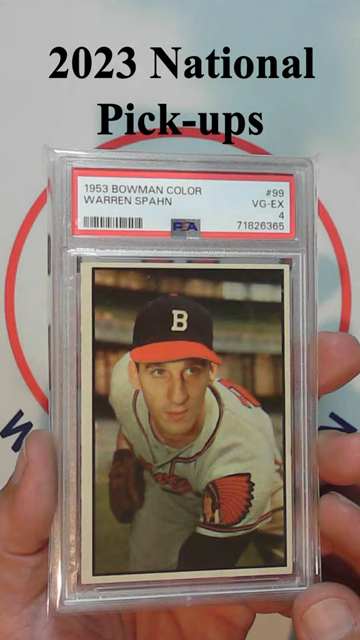 2023 National
Pick-ups
1953 BOWMAN COLOR #99
WARREN SPAHN VG-EX
4
PSA 71826365
B